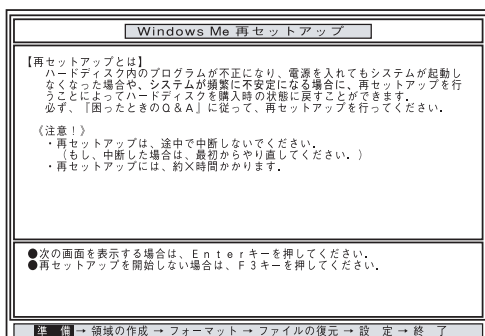 Windows Me 再セットアップ
【再セットアップとは】
ハードディスク内のプログラムが不正になり、電源を入れてもシステムが起動し
なくなった場合や、システムが頻繁に不安定になる場合に、再セットアップを行
うことによってハードディスクを購入時の状態に戻すことができます．
必ず、『困ったときのＱ＆Ａ』に従って、再セットアップを行ってください．
《注意！》
・再セットアップは、途中で中断しないでください．
（もし、中断した場合は、最初からやり直してください．）
・再セットアップには、約×時間かかります．
●次の画面を表示する場合は、Ｅｎｔｅｒキーを押してください．
●再セットアップを開始しない場合は、Ｆ３キーを押してください．
準　備 → 領域の作成 → フォーマット → ファイルの復元 → 設　定 → 終　了